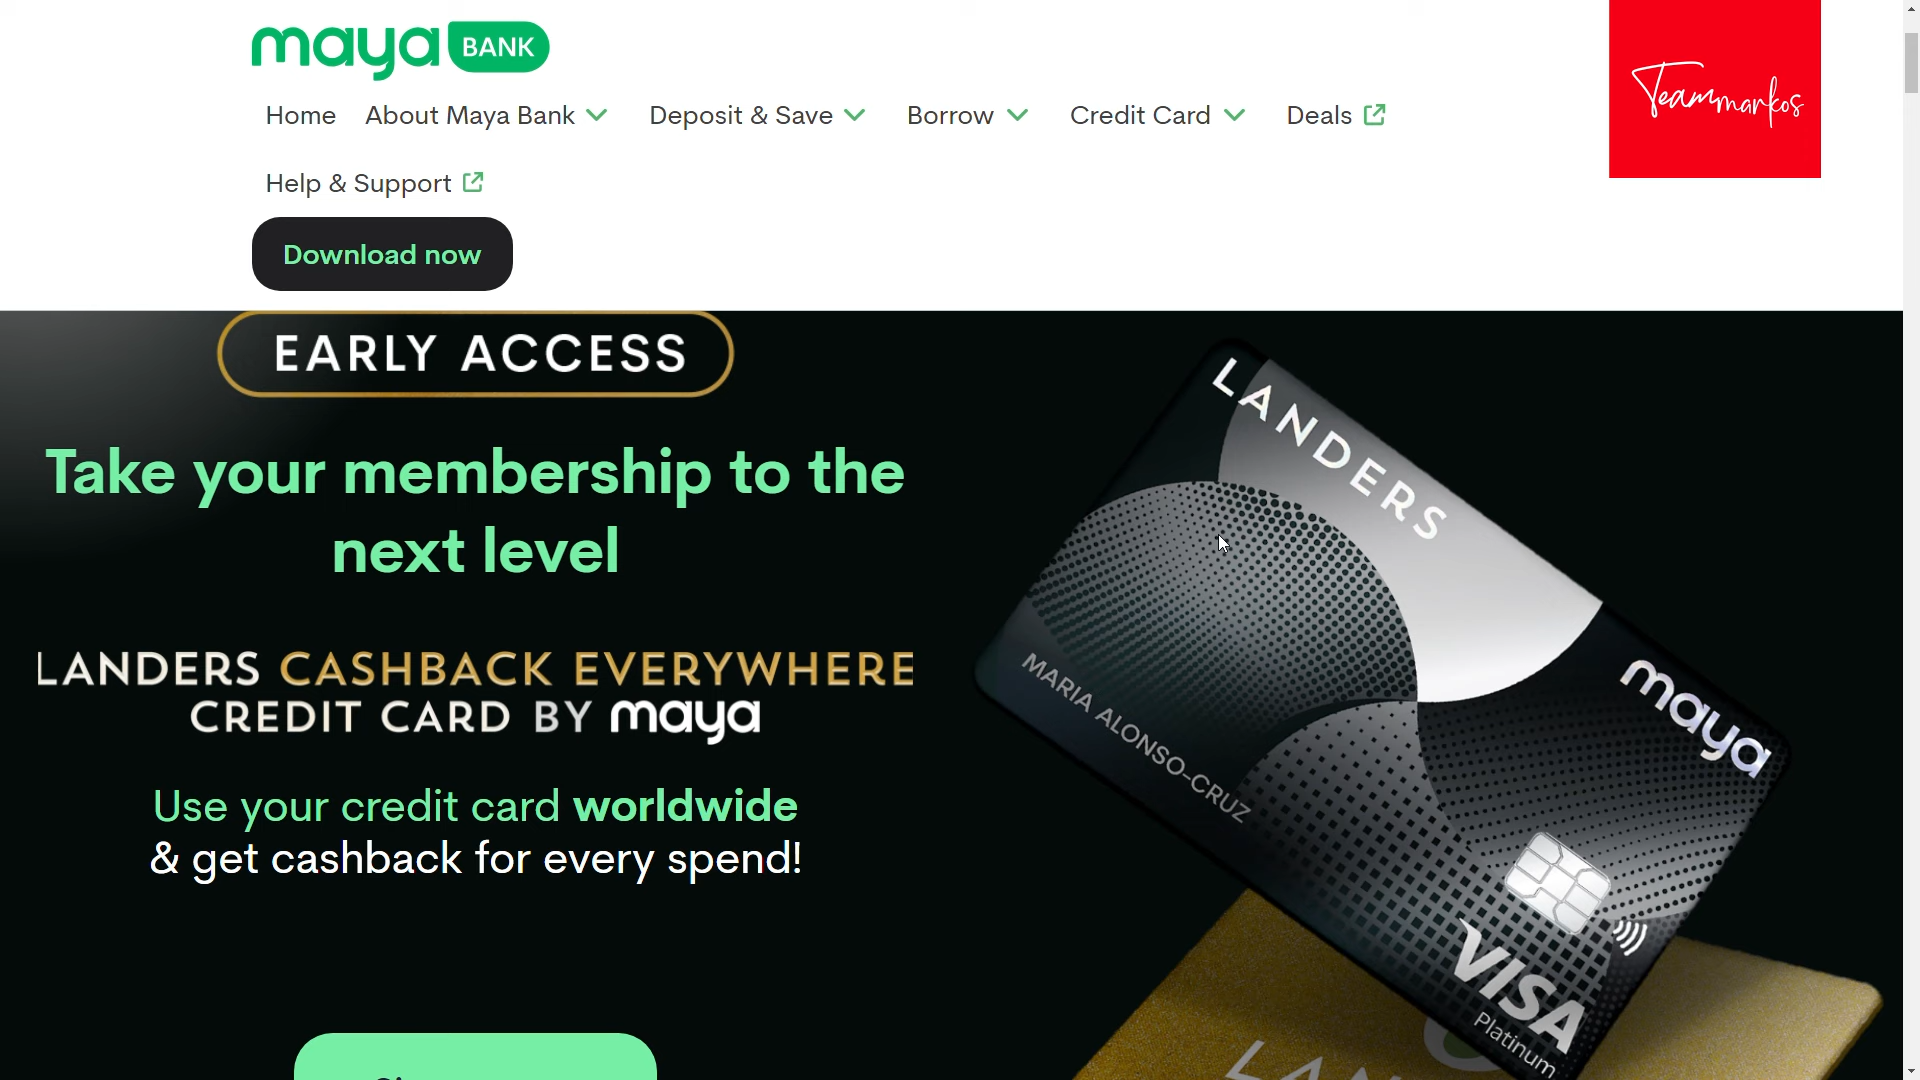 maya BANK
Teammarkos
Home About Maya Bank Deposit & Save Borrow Credit Card Deals
Help & Support
Download now
EARLY ACCESS
Take your membership to the
next level
LANDERS CASHBACK EVERYWHERE
CREDIT CARD BY maya
Use your credit card worldwide
& get cashback for every spend!
LANDERS
maya
MARIA ALONSO-CRUZ
VISA
Platinum